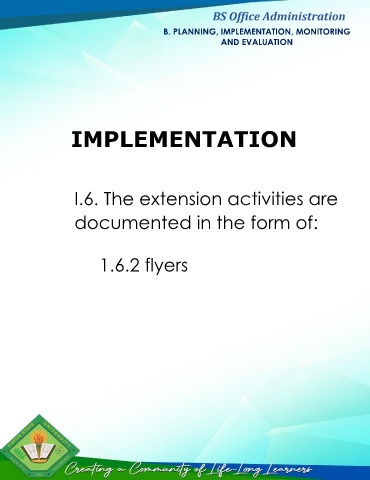 BS Office Administration
B. PLANNING, IMPLEMENTATION, MONITORING
AND EVALUATION
IMPLEMENTATION
I.6. The extension activities are
documented in the form of:
1.6.2 flyers
Creating a Community of Life-Long Learners